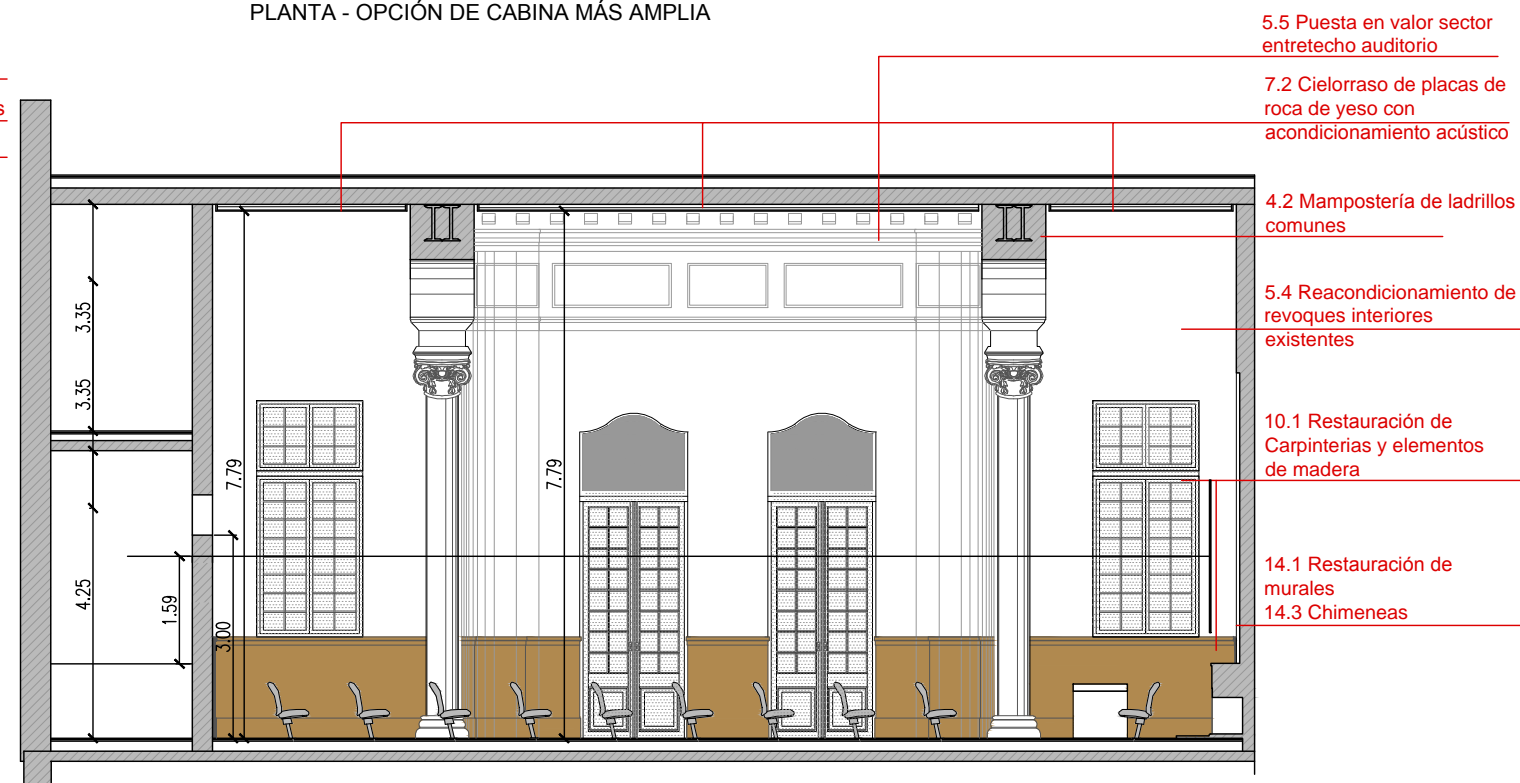 PLANTA - OPCIÓN DE CABINA MÁS AMPLIA
5.5 Puesta en valor sector
entretecho auditorio
7.2 Cielorraso de placas de
roca de yeso con
acondicionamiento acústico
s
4.2 Mampostería de ladrillos
comunes
5.4 Reacondicionamiento de
revoques interiores
existentes
10.1 Restauración de
Carpinterias y elementos
de madera
14.1 Restauración de
murales
14.3 Chimeneas
3.35
3.35
4.25
1.59
3.00
7.79
7.79